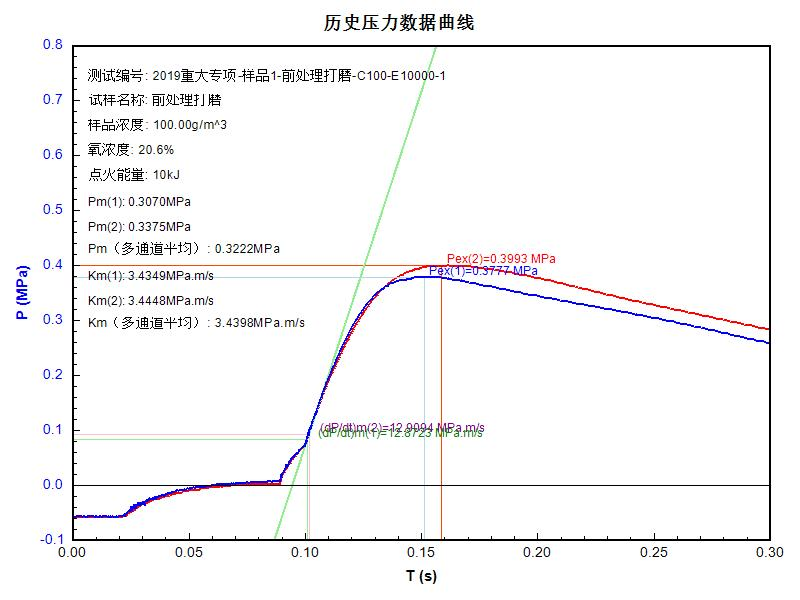 历史压力数据曲线
0.8
测试编号: 2019重大专项-样品1-前处理打磨-C100-E10000-1
0.7
试样名称: 前处理打磨
样品浓度: 100.00g/m^3
0.6
氧浓度: 20.6%
点火能量: 10kJ
Pm(1): 0.3070MPa
0.5
Pm(2): 0.3375MPa
Pm（多通道平均）: 0.3222MPa
Pex(2)=0.3993 MPa
0.4
Pex(1)=0.3777 MPa
Km(1): 3.4349MPa.m/s
Km(2): 3.4448MPa.m/s
P (MPa)
0.3
Km（多通道平均）: 3.4398MPa.m/s
0.2
0.1
(dP/dt)m(2)=12.9094 MPa.m/s
(dP/dt)m(1)=12.8723 MPa.m/s
0.0
-0.1
0.00 0.05 0.10 0.15 0.20 0.25 0.30
T (s)